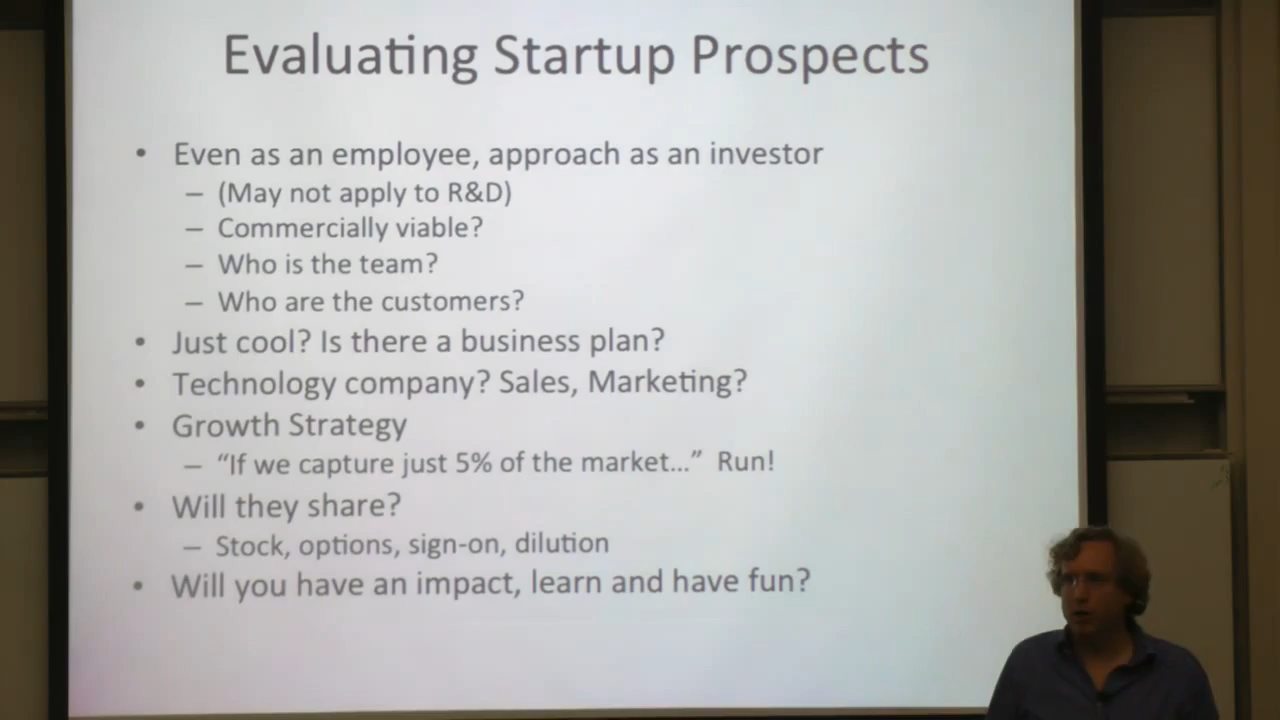 Evaluating Startup Prospects
• Even as an employee, approach as an investor
– (May not apply to R&D)
– Commercially viable?
– Who is the team?
– Who are the customers?
• Just cool? Is there a business plan?
• Technology company? Sales, Marketing?
• Growth Strategy
– “If we capture just 5% of the market…” Run!
• Will they share?
– Stock, options, sign-on, dilution
• Will you have an impact, learn and have fun?